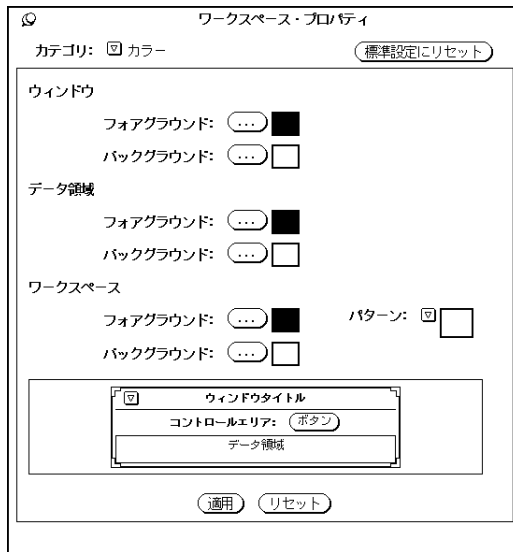 ワークスペース・プロパティ
カテゴリ: カラー 標準設定にリセット
ウィンドウ
フォアグラウンド: ...
バックグラウンド: ...
データ領域
フォアグラウンド: ...
バックグラウンド: ...
ワークスペース
フォアグラウンド: ... パターン:
バックグラウンド: ...
ウィンドウタイトル
コントロールエリア: ボタン
データ領域
適用 リセット